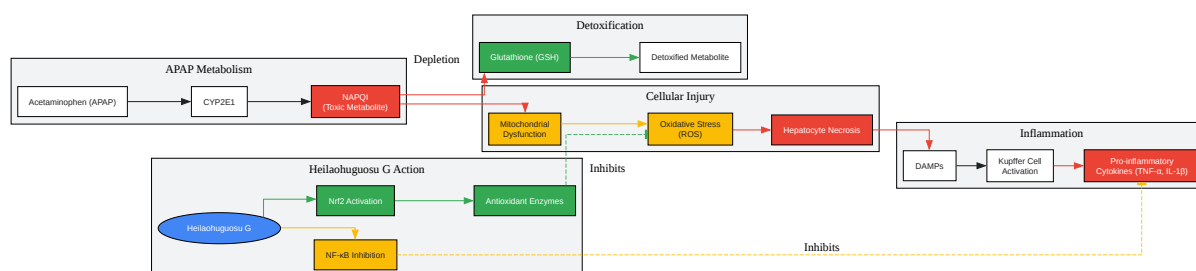 Detoxification
Glutathione (GSH)
Detoxified Metabolite
Depletion
APAP Metabolism
Acetaminophen (APAP)
CYP2E1
NAPQI
(Toxic Metabolite)
Cellular Injury
Mitochondrial
Dysfunction
Oxidative Stress
(ROS)
Hepatocyte Necrosis
Inflammation
DAMPs
Kupffer Cell
Activation
Pro-inflammatory
Cytokines (TNF-α, IL-1β)
Heilaohuguosu G Action
Inhibits
Heilaohuguosu G
Nrf2 Activation
Antioxidant Enzymes
NF-κB Inhibition
Inhibits